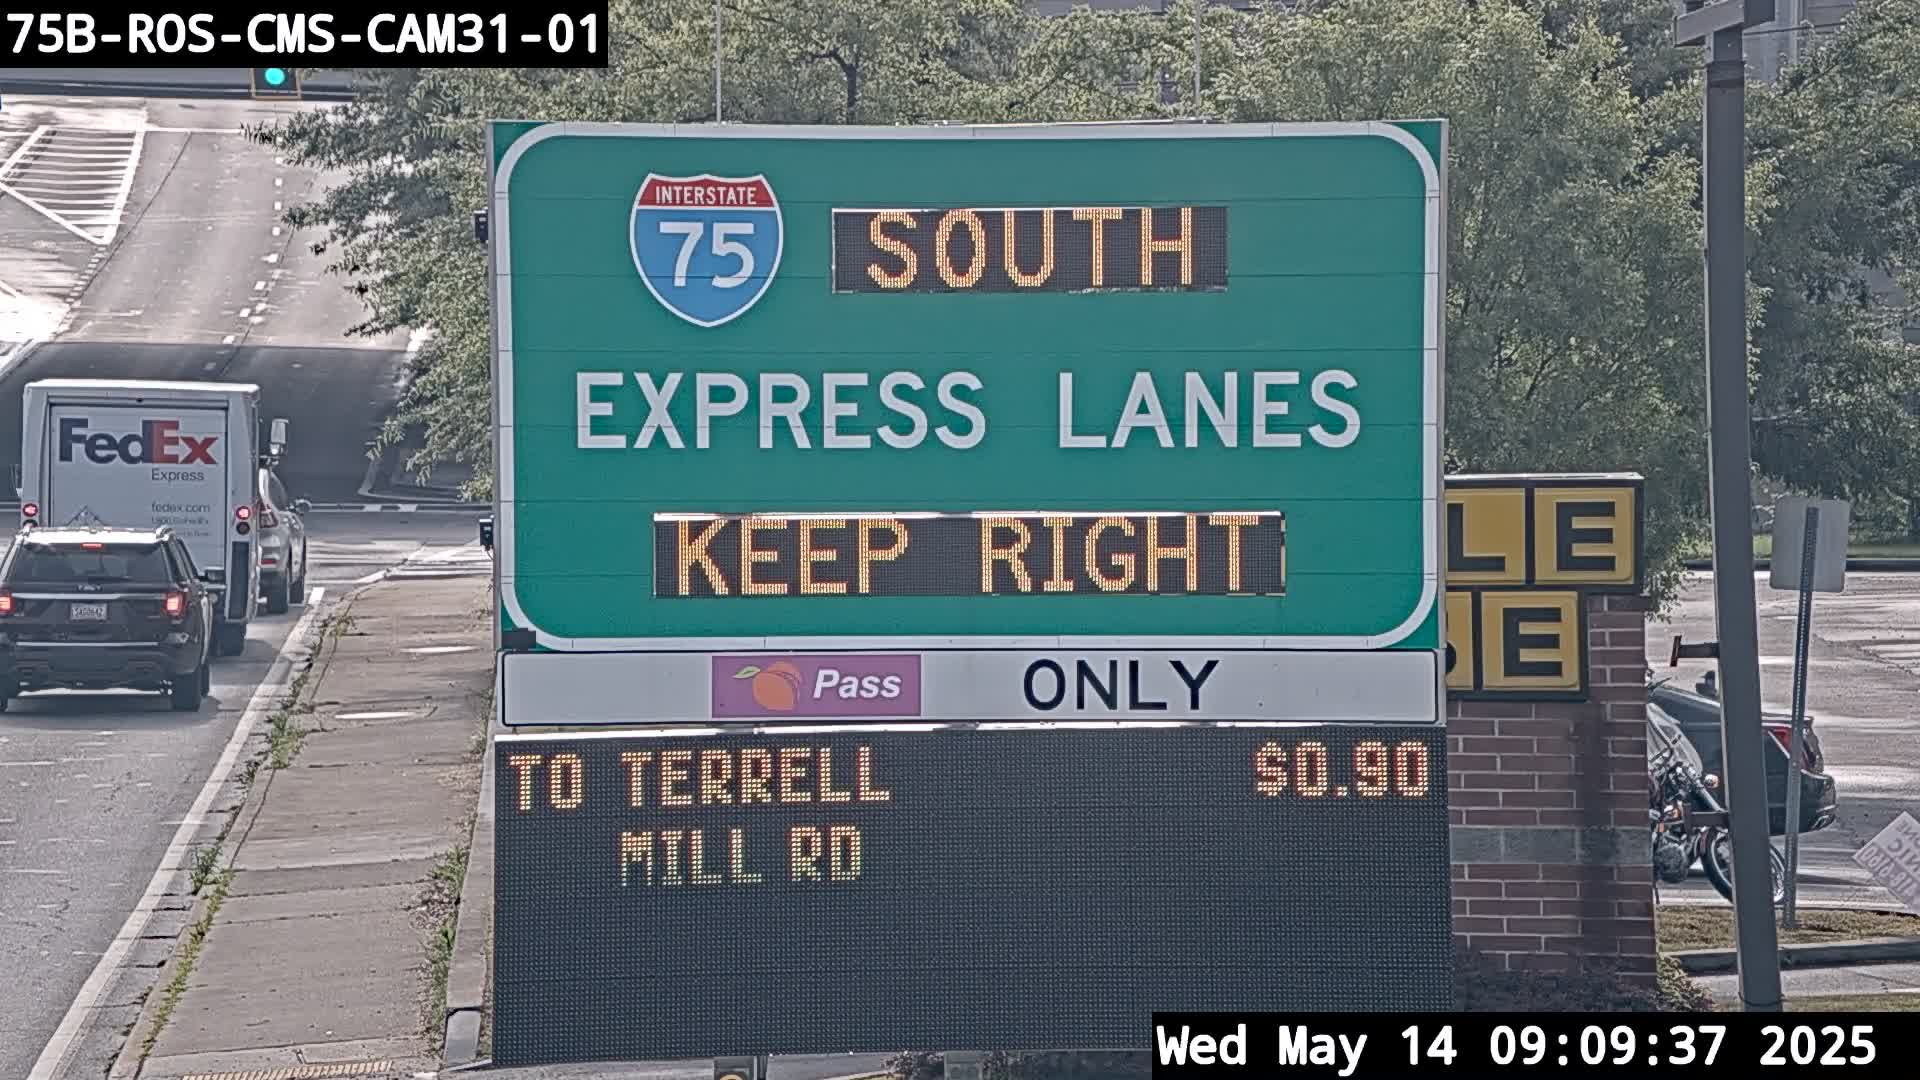 75B-ROS-CMS-CAM31-01
INTERSTATE
75
SOUTH
EXPRESS LANES
KEEP RIGHT
Pass ONLY
TO TERRELL $0.90
MILL RD
FedEx
Express
fedex.com
LE
E
Wed May 14 09:09:37 2025